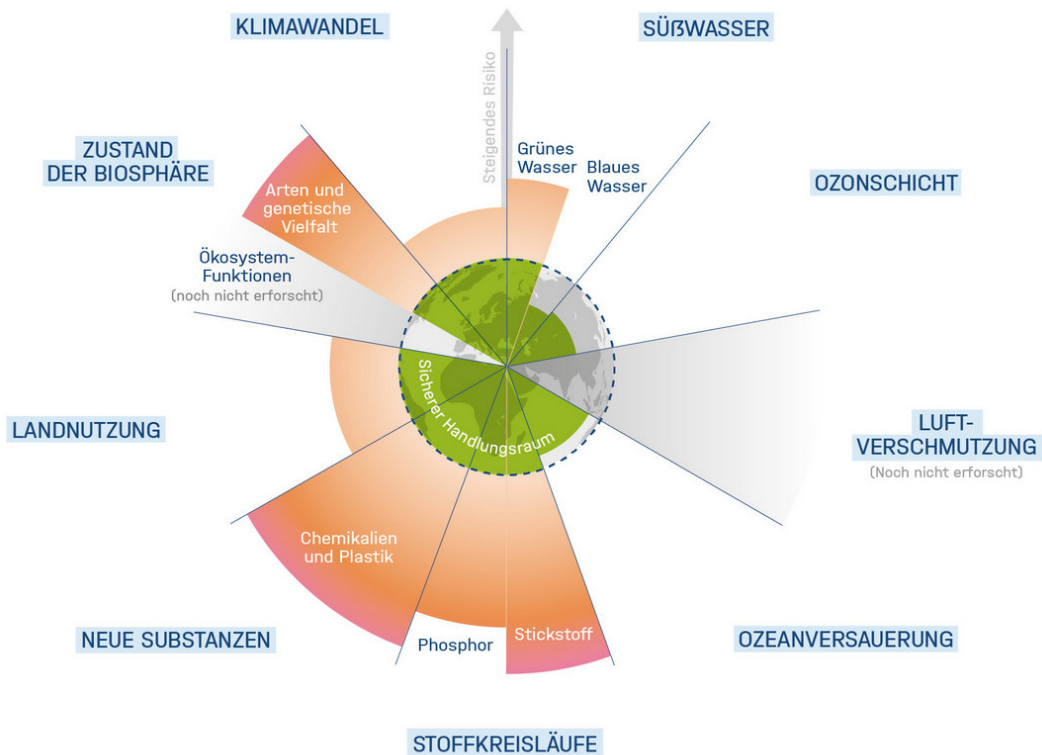 KLIMAWANDEL
SÜßWASSER
Steigendes Risiko
Grünes
Wasser
Blaues
Wasser
ZUSTAND
DER BIOSPHÄRE
Arten und
genetische
Vielfalt
OZONSCHICHT
Ökosystem-
Funktionen
(noch nicht erforscht)
Sicherer Handlungsraum
LANDNUTZUNG
LUFT-
VERSCHMUTZUNG
(Noch nicht erforscht)
Chemikalien
und Plastik
NEUE SUBSTANZEN
Phosphor
Stickstoff
OZEANVERSAUERUNG
STOFFKREISLÄUFE